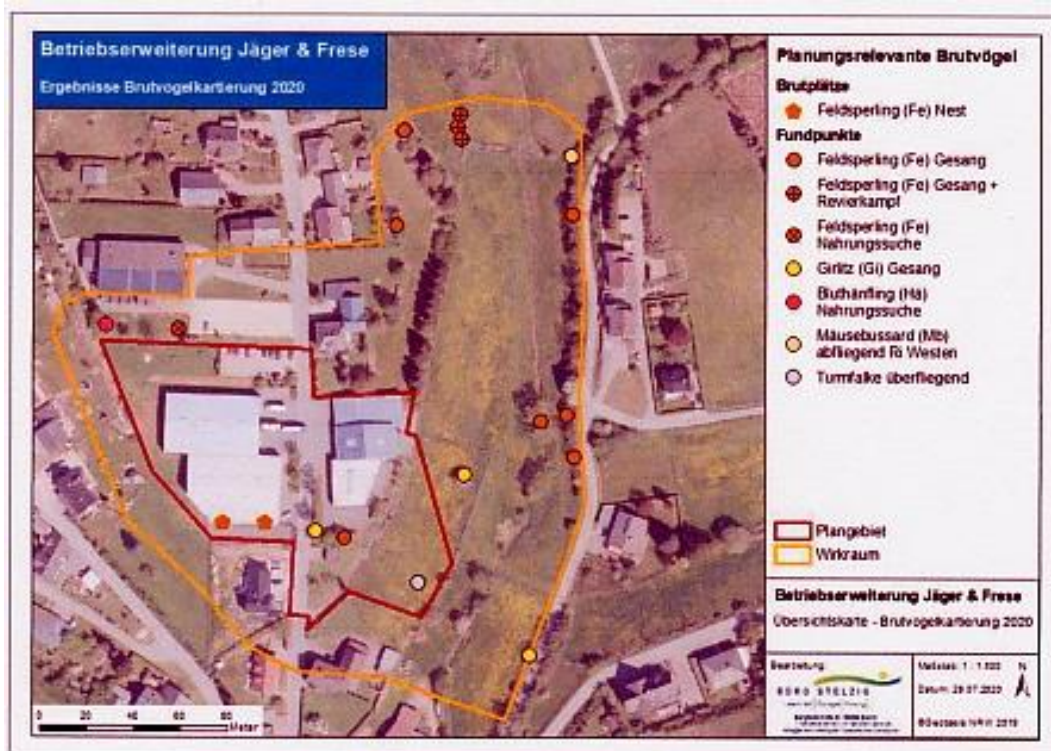 Betriebserweiterung Jäger & Frese
Ergebnisse Brutvogelkartierung 2020
Planungsrelevante Brutvögel
Brutplätze
Feldsperling (Fe) Nest
Fundpunkte
Feldsperling (Fe) Gesang
Feldsperling (Fe) Gesang +
Revierkampf
Feldsperling (Fe)
Nahrungssuche
Girlitz (Gi) Gesang
Bluthänfling (Hä)
Nahrungssuche
Mäusebussard (Mb)
abfliegend Ri Westen
Turmfalke überfliegend
Plangebiet
Wirkraum
Betriebserweiterung Jäger & Frese
Übersichtskarte - Brutvogelkartierung 2020
Bearbeitung:
BÜRO STELZIG
Maßstab: 1 : 1.500
N
Datum: 29.07.2020
0 20 40 60 80
Meter